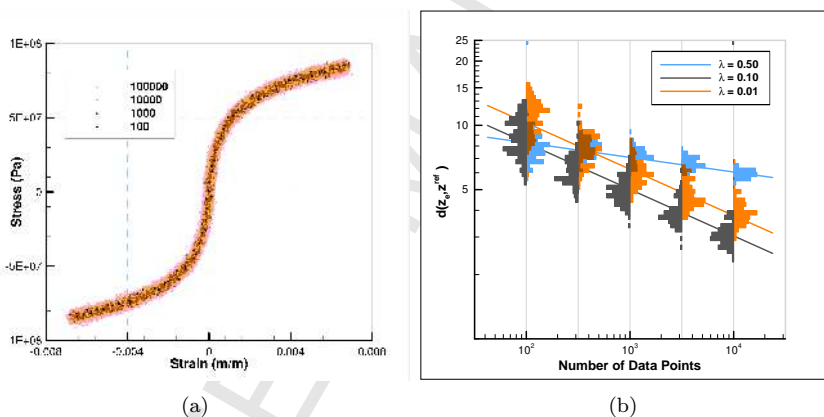 1E+08
5E+07
0
-5E+07
1E+08
Stress (Pa)
100000
10000
1000
100
-0.008
-0.004
0
0.004
0.008
Strain (m/m)
(a)
25
20
15
10
5
d(z_e,z^ref)
λ = 0.50
λ = 0.10
λ = 0.01
10^2
10^3
10^4
Number of Data Points
(b)